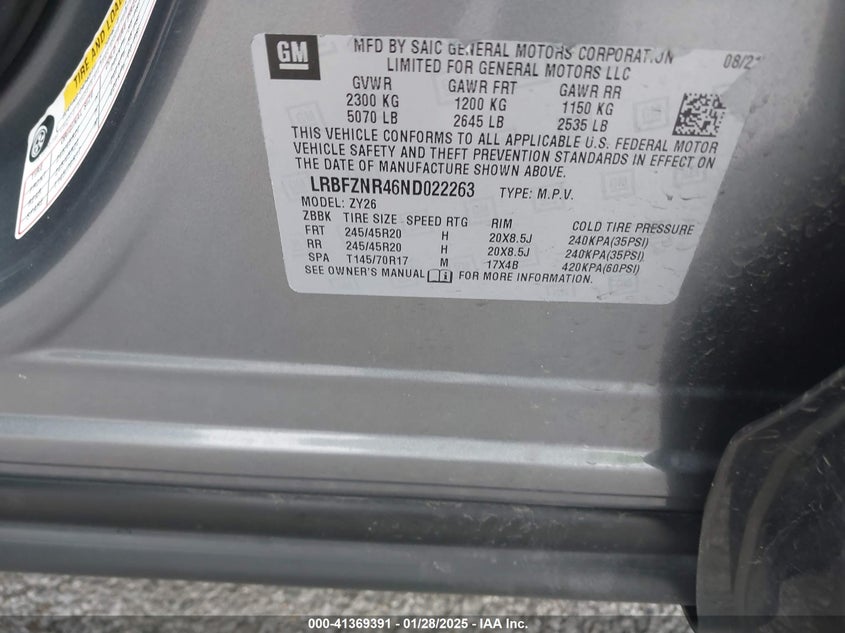 TIRE AND LOA
GM
MFD BY SAIC GENERAL MOTORS CORPORATION
LIMITED FOR GENERAL MOTORS LLC
08/21
GVWR GAWR FRT GAWR RR
2300 KG 1200 KG 1150 KG
5070 LB 2645 LB 2535 LB
THIS VEHICLE CONFORMS TO ALL APPLICABLE U.S. FEDERAL MOTOR
VEHICLE SAFETY AND THEFT PREVENTION STANDARDS IN EFFECT ON
THE DATE OF MANUFACTURE SHOWN ABOVE.
LRBFZNR46ND022263 TYPE: M.P.V.
MODEL: ZY26
ZBBK TIRE SIZE SPEED RTG RIM COLD TIRE PRESSURE
FRT 245/45R20 H 20X8.5J 240KPA(35PSI)
RR 245/45R20 H 20X8.5J 240KPA(35PSI)
SPA T145/70R17 M 17X4B 420KPA(60PSI)
SEE OWNER'S MANUAL FOR MORE INFORMATION.
000-41369391 | 01/28/2025 | IAA Inc.